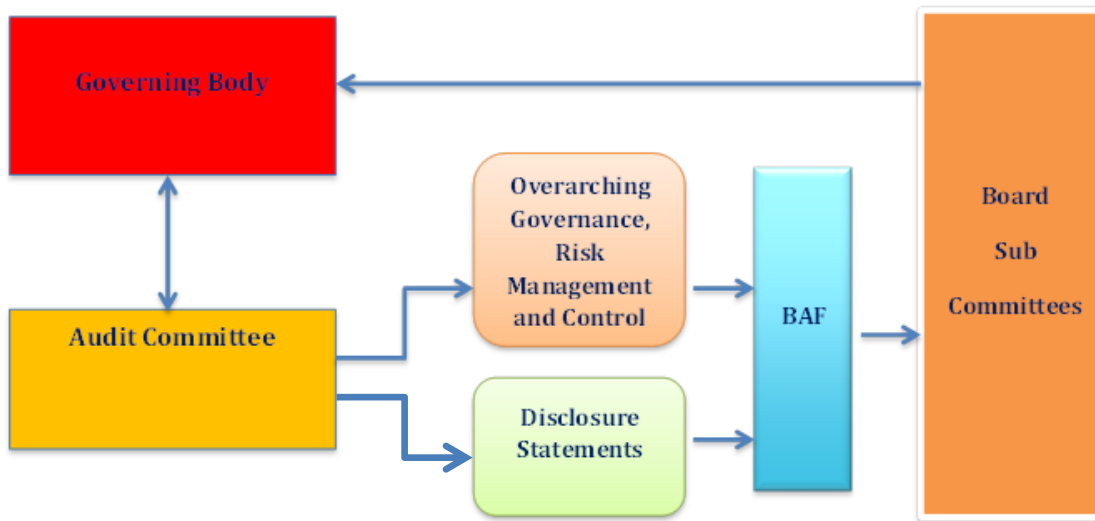 Governing Body
Overarching
Governance,
Risk
Management
and Control
Board
Sub
Committees
BAF
Audit Committee
Disclosure
Statements